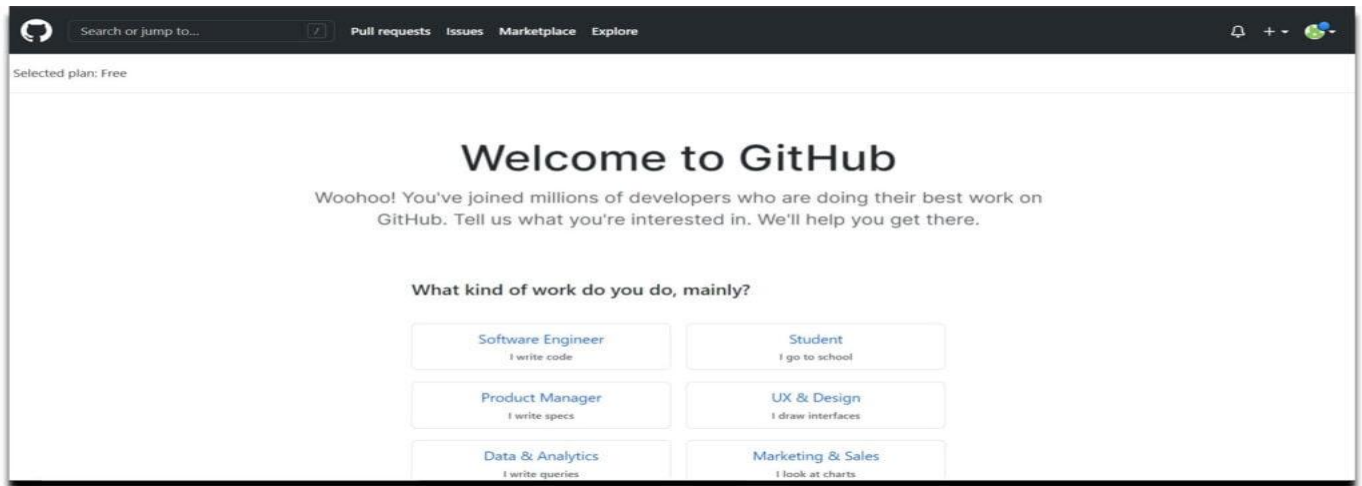 Search or jump to... / Pull requests Issues Marketplace Explore
Selected plan: Free
Welcome to GitHub
Woohoo! You've joined millions of developers who are doing their best work on
GitHub. Tell us what you're interested in. We'll help you get there.
What kind of work do you do, mainly?
Software Engineer
I write code
Student
I go to school
Product Manager
I write specs
UX & Design
I draw interfaces
Data & Analytics
I write queries
Marketing & Sales
I look at charts